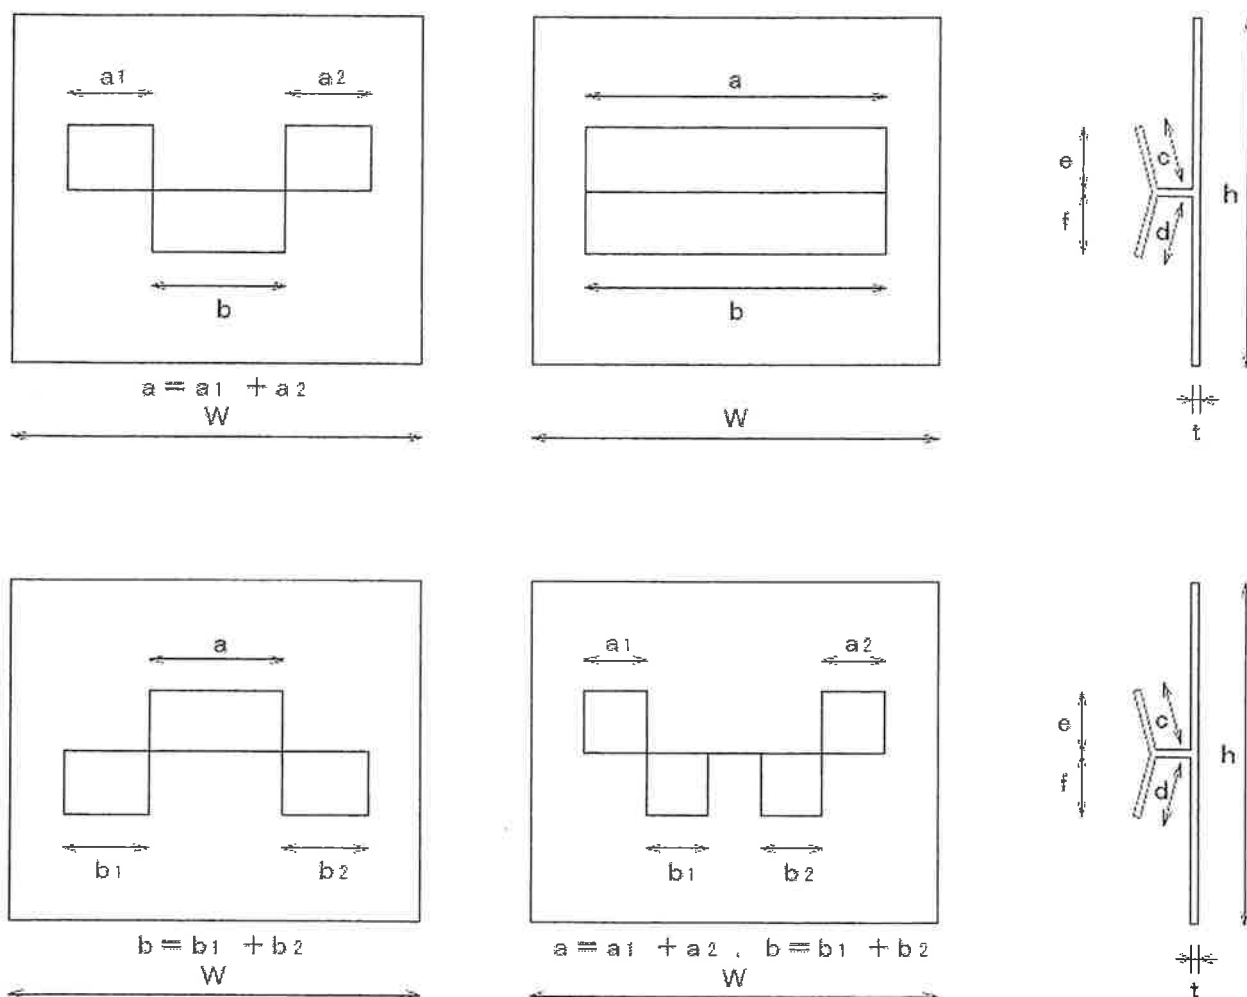 a1 a2
b
a = a1 + a2
W
a
b
W
e
f
c
d
h
t
a
b1 b2
b = b1 + b2
W
a1 a2
b1 b2
a = a1 + a2 , b = b1 + b2
W
e
f
c
d
h
t